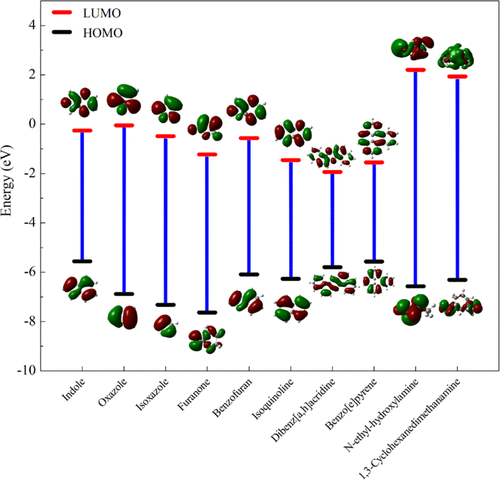 LUMO
HOMO
Energy (eV)
4
2
0
-2
-4
-6
-8
-10
Indole
Oxazole
Isoxazole
Furanone
Benzofuran
Isoquinoline
Dibenz[a,h]acridine
Benzo[e]pyrene
N-ethyl-hydroxylamine
1,3-Cyclohexanedimethanamine